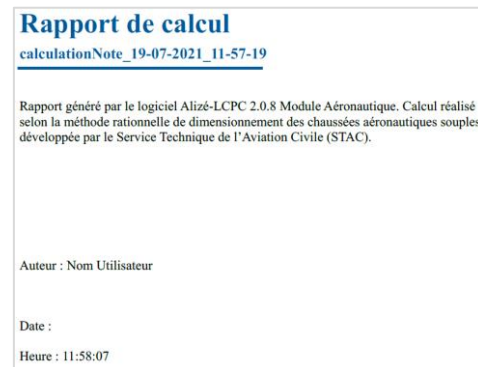 Rapport de calcul
calculationNote_19-07-2021_11-57-19
Rapport généré par le logiciel Alizé-LCPC 2.0.8 Module Aéronautique. Calcul réalisé
selon la méthode rationnelle de dimensionnement des chaussées aéronautiques souples
développée par le Service Technique de l'Aviation Civile (STAC).
Auteur : Nom Utilisateur
Date :
Heure : 11:58:07